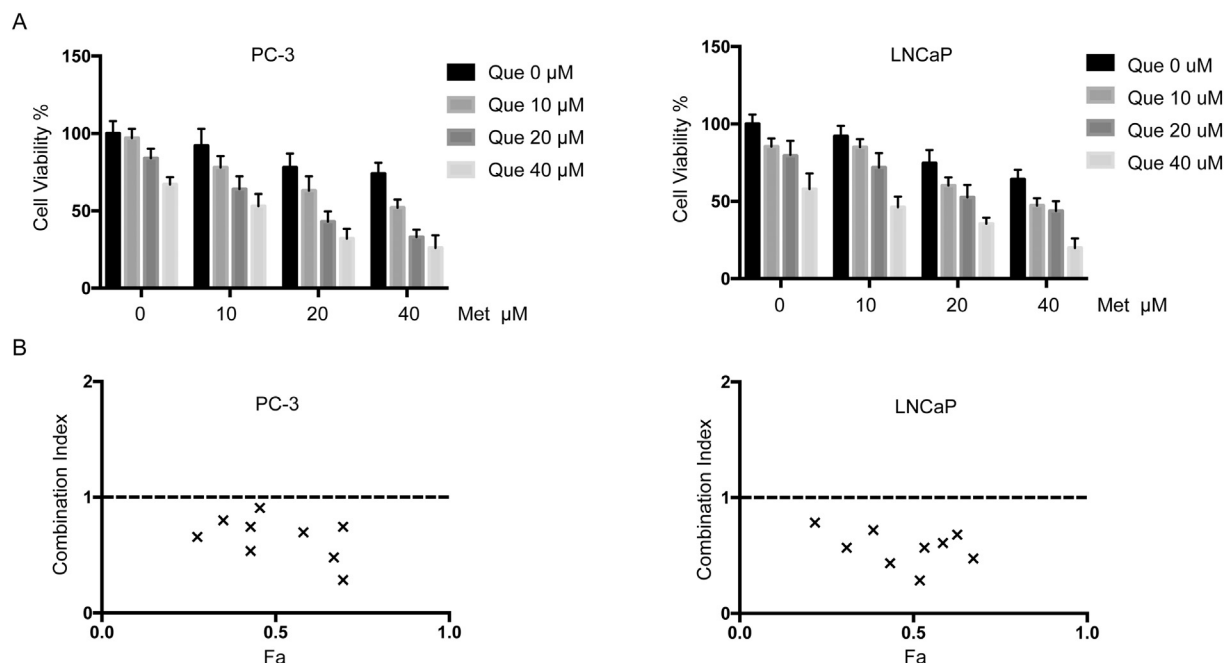 A
PC-3
150
100
50
0
Cell Viability %
0 10 20 40 Met µM
Que 0 µM
Que 10 µM
Que 20 µM
Que 40 µM
LNCaP
150
100
50
0
Cell Viability %
0 10 20 40 Met µM
Que 0 uM
Que 10 uM
Que 20 uM
Que 40 uM
B
PC-3
2
1
0
Combination Index
0.0 0.5 1.0
Fa
LNCaP
2
1
0
Combination Index
0.0 0.5 1.0
Fa